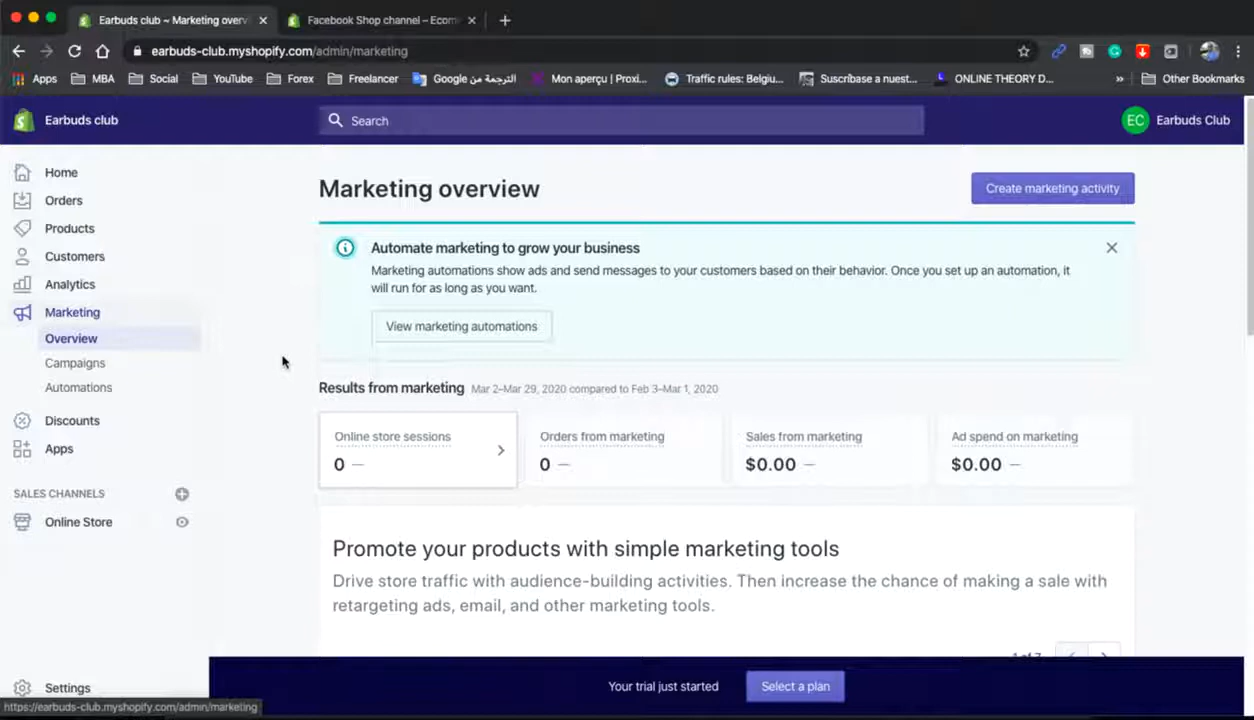 Earbuds club ~ Marketing overv
Facebook Shop channel – Ecom
earbuds-club.myshopify.com/admin/marketing
Apps
MBA
Social
YouTube
Forex
Freelancer
الترجمة من Google
Mon aperçu | Proxi...
Traffic rules: Belgiu...
Suscríbase a nuest...
ONLINE THEORY D...
»
Other Bookmarks
Earbuds club
Search
EC
Earbuds Club
Home
Orders
Products
Customers
Analytics
Marketing
Overview
Campaigns
Automations
Discounts
Apps
SALES CHANNELS
Online Store
Settings
Marketing overview
Create marketing activity
Automate marketing to grow your business
Marketing automations show ads and send messages to your customers based on their behavior. Once you set up an automation, it
will run for as long as you want.
View marketing automations
Results from marketing Mar 2–Mar 29, 2020 compared to Feb 3–Mar 1, 2020
Online store sessions
0 —
Orders from marketing
0 —
Sales from marketing
$0.00 —
Ad spend on marketing
$0.00 —
Promote your products with simple marketing tools
Drive store traffic with audience-building activities. Then increase the chance of making a sale with
retargeting ads, email, and other marketing tools.
Your trial just started
Select a plan
https://earbuds-club.myshopify.com/admin/marketing